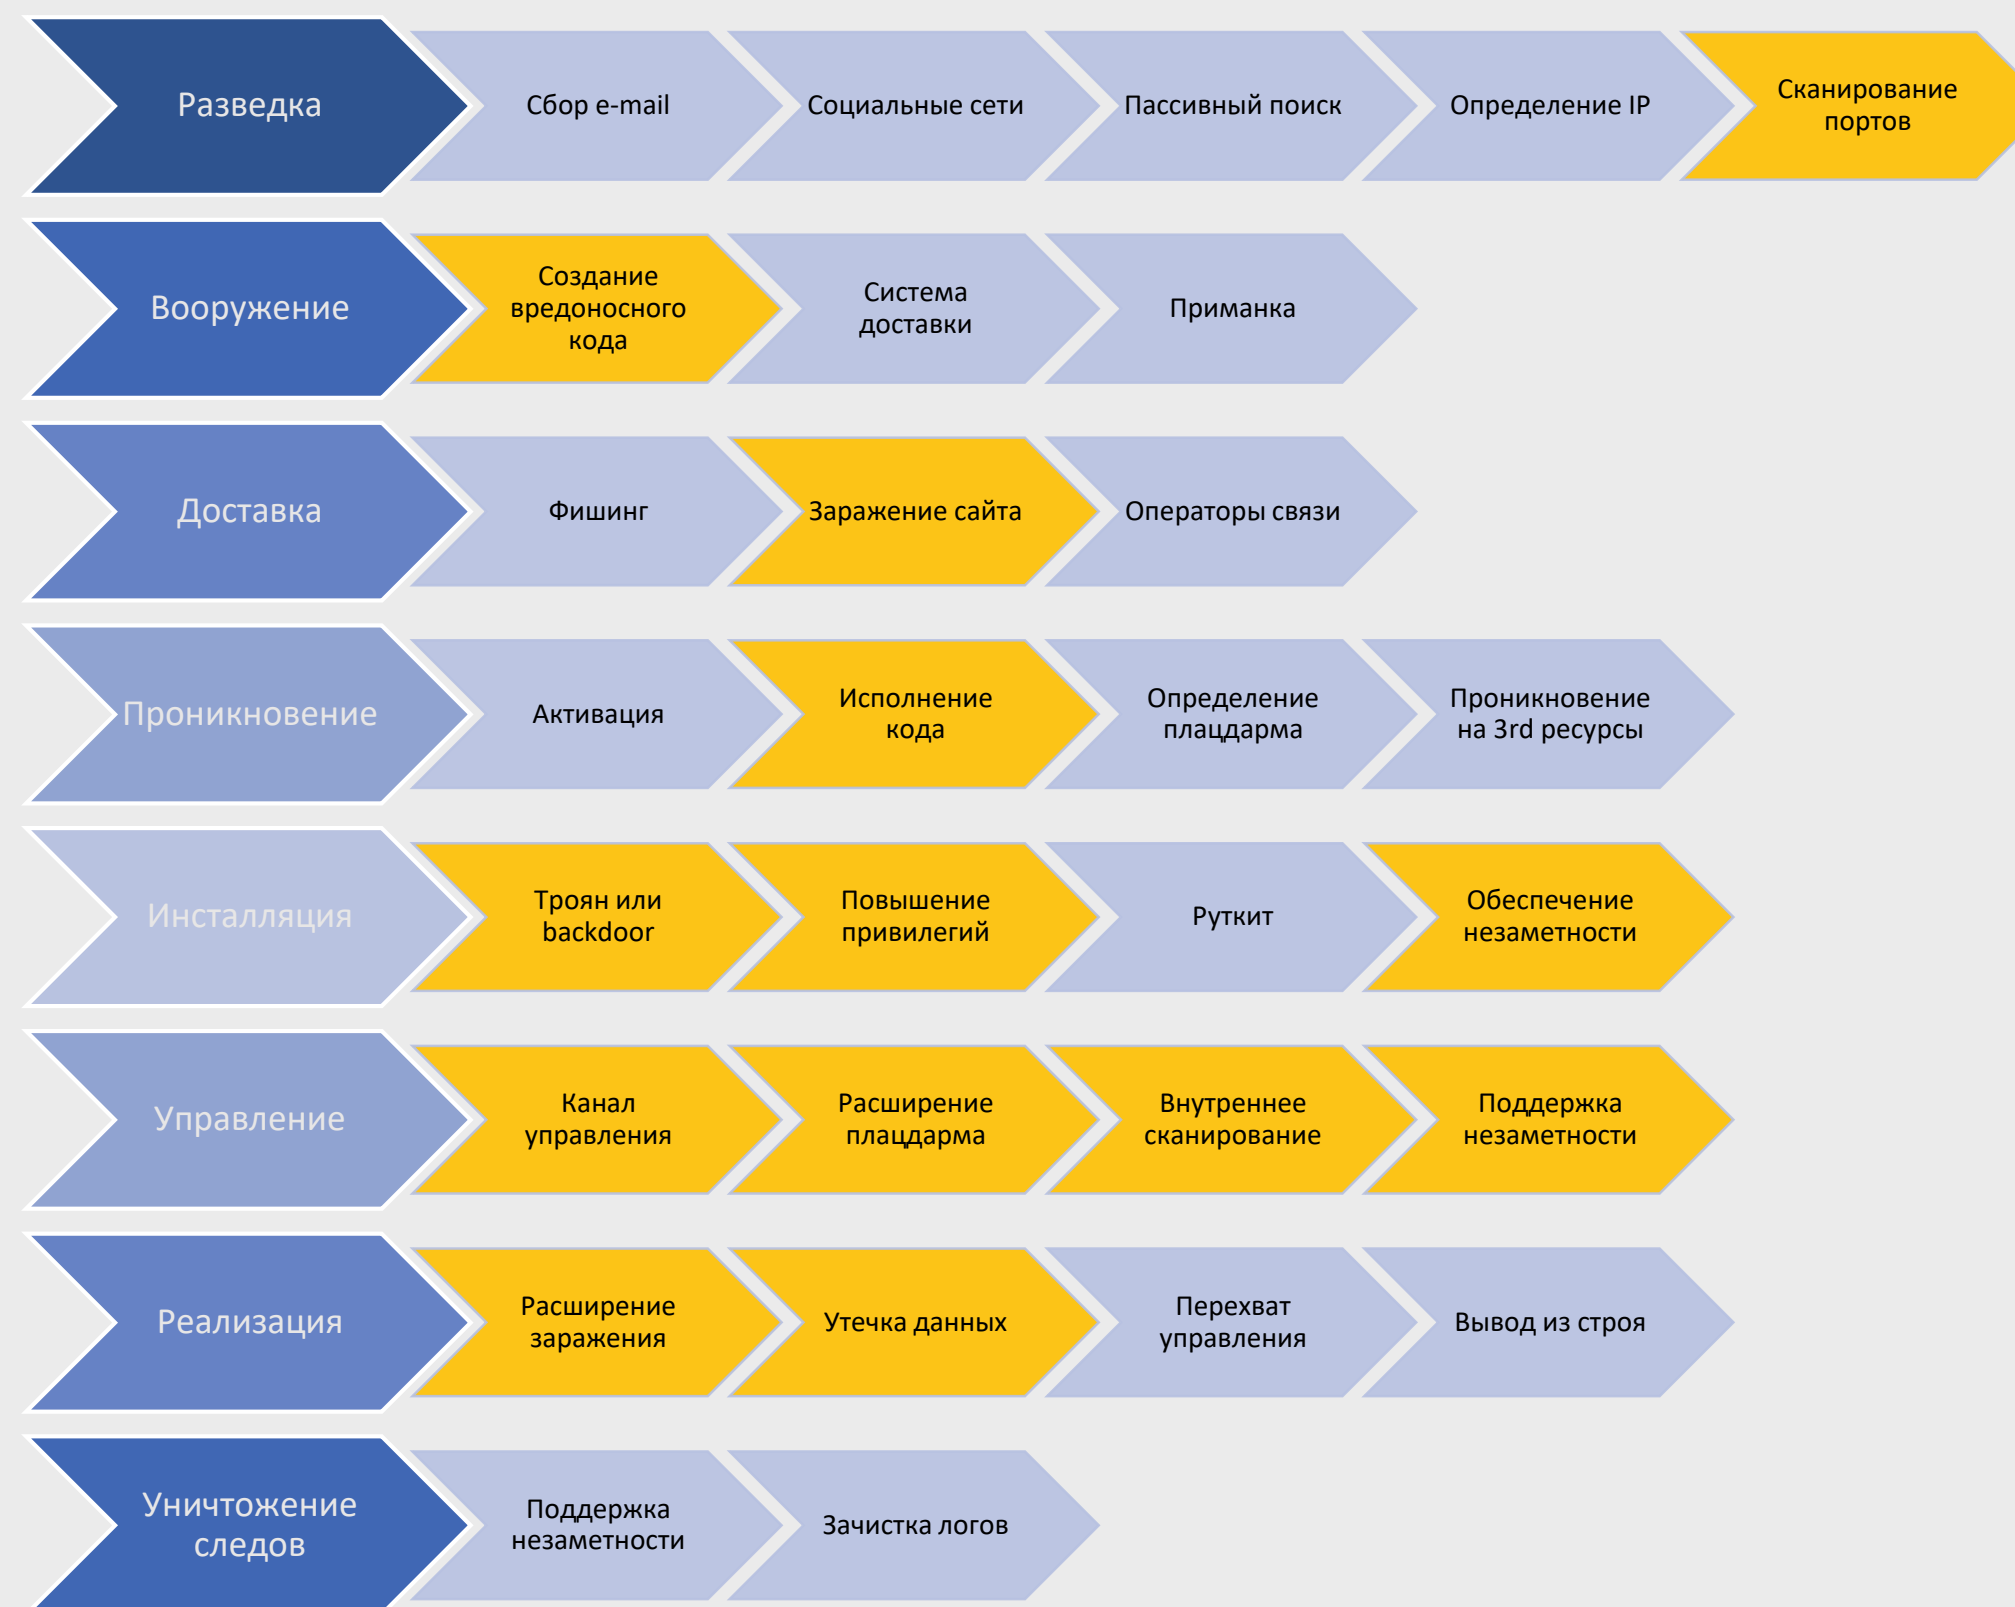 Разведка
Сбор e-mail
Социальные сети
Пассивный поиск
Определение IP
Сканирование
портов
Вооружение
Создание
вредоносного
кода
Система
доставки
Приманка
Доставка
Фишинг
Заражение сайта
Операторы связи
Проникновение
Активация
Исполнение
кода
Определение
плацдарма
Проникновение
на 3rd ресурсы
Инсталляция
Троян или
backdoor
Повышение
привилегий
Руткит
Обеспечение
незаметности
Управление
Канал
управления
Расширение
плацдарма
Внутреннее
сканирование
Поддержка
незаметности
Реализация
Расширение
заражения
Утечка данных
Перехват
управления
Вывод из строя
Уничтожение
следов
Поддержка
незаметности
Зачистка логов